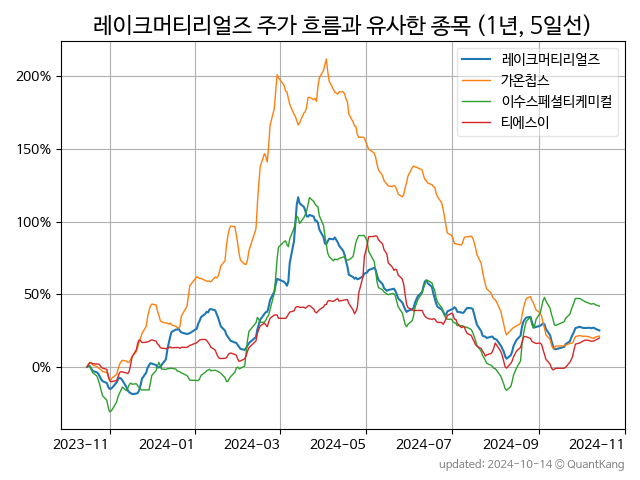 레이크머티리얼즈 주가 흐름과 유사한 종목 (1년, 5일선)
레이크머티리얼즈
가온칩스
이수스페셜티케미컬
티에스이
200%
150%
100%
50%
0%
2023-11
2024-01
2024-03
2024-05
2024-07
2024-09
2024-11
updated: 2024-10-14 © QuantKang